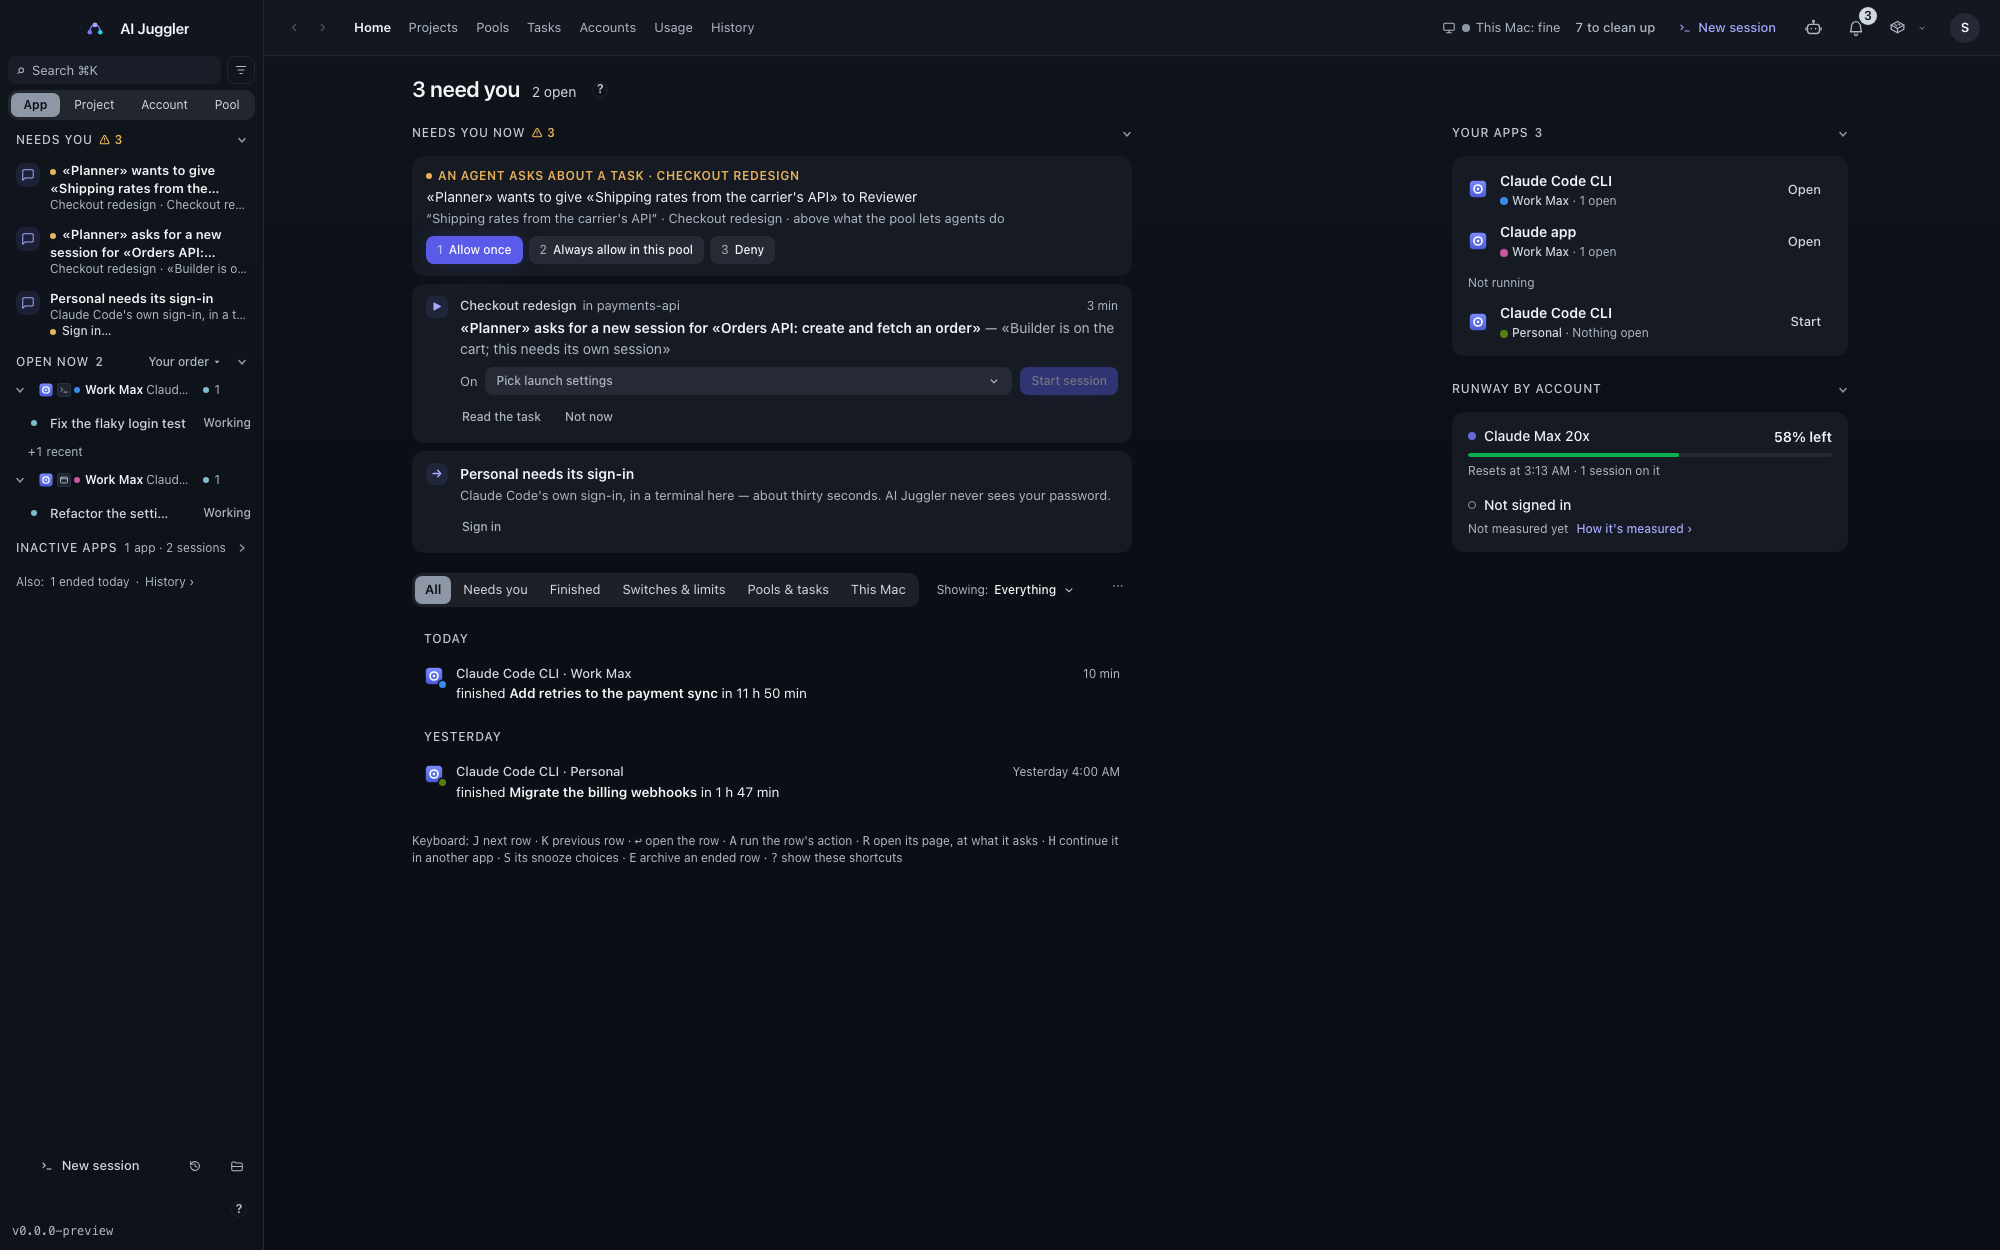 AI Juggler
Search ⌘K
App Project Account Pool
NEEDS YOU 3
«Planner» wants to give
«Shipping rates from the...
Checkout redesign · Checkout re...
«Planner» asks for a new
session for «Orders API:...
Checkout redesign · «Builder is o...
Personal needs its sign-in
Claude Code's own sign-in, in a t...
Sign in...
OPEN NOW 2 Your order
Work Max Claud... 1
Fix the flaky login test Working
+1 recent
Work Max Claud... 1
Refactor the setti... Working
INACTIVE APPS 1 app · 2 sessions
Also: 1 ended today · History ›
New session
?
v0.0.0-preview
Home Projects Pools Tasks Accounts Usage History
This Mac: fine 7 to clean up New session 3 S
3 need you 2 open ?
NEEDS YOU NOW 3
AN AGENT ASKS ABOUT A TASK · CHECKOUT REDESIGN
«Planner» wants to give «Shipping rates from the carrier's API» to Reviewer
“Shipping rates from the carrier's API” · Checkout redesign · above what the pool lets agents do
1 Allow once 2 Always allow in this pool 3 Deny
Checkout redesign in payments-api 3 min
«Planner» asks for a new session for «Orders API: create and fetch an order» — «Builder is on the
cart; this needs its own session»
On Pick launch settings Start session
Read the task Not now
Personal needs its sign-in
Claude Code's own sign-in, in a terminal here — about thirty seconds. AI Juggler never sees your password.
Sign in
All Needs you Finished Switches & limits Pools & tasks This Mac Showing: Everything ...
TODAY
Claude Code CLI · Work Max 10 min
finished Add retries to the payment sync in 11 h 50 min
YESTERDAY
Claude Code CLI · Personal Yesterday 4:00 AM
finished Migrate the billing webhooks in 1 h 47 min
Keyboard: J next row · K previous row · ↩ open the row · A run the row's action · R open its page, at what it asks · H continue it
in another app · S its snooze choices · E archive an ended row · ? show these shortcuts
YOUR APPS 3
Claude Code CLI Open
Work Max · 1 open
Claude app Open
Work Max · 1 open
Not running
Claude Code CLI Start
Personal · Nothing open
RUNWAY BY ACCOUNT
Claude Max 20x 58% left
Resets at 3:13 AM · 1 session on it
Not signed in
Not measured yet How it's measured ›